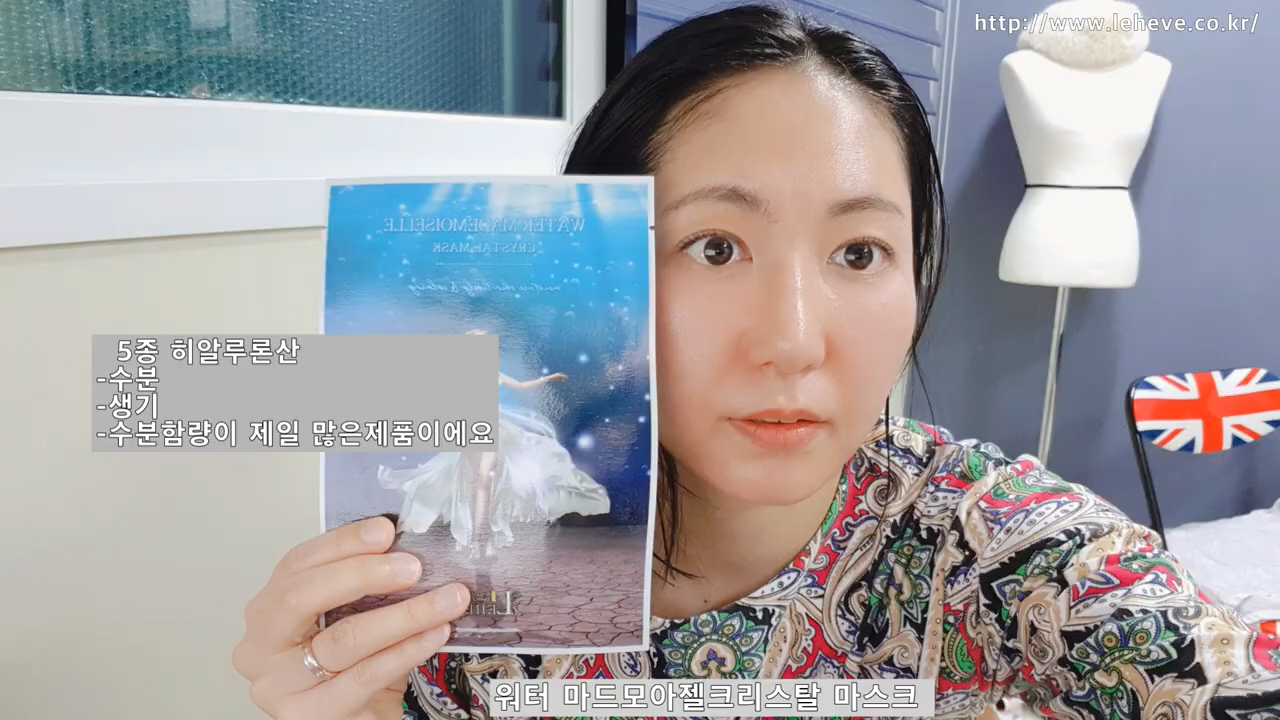 http://www.leheve.co.kr/
WATER MADEMOISELLE
CRYSTAL MASK
5종 히알루론산
-수분
-생기
-수분함량이 제일 많은제품이에요
워터 마드모아젤크리스탈 마스크